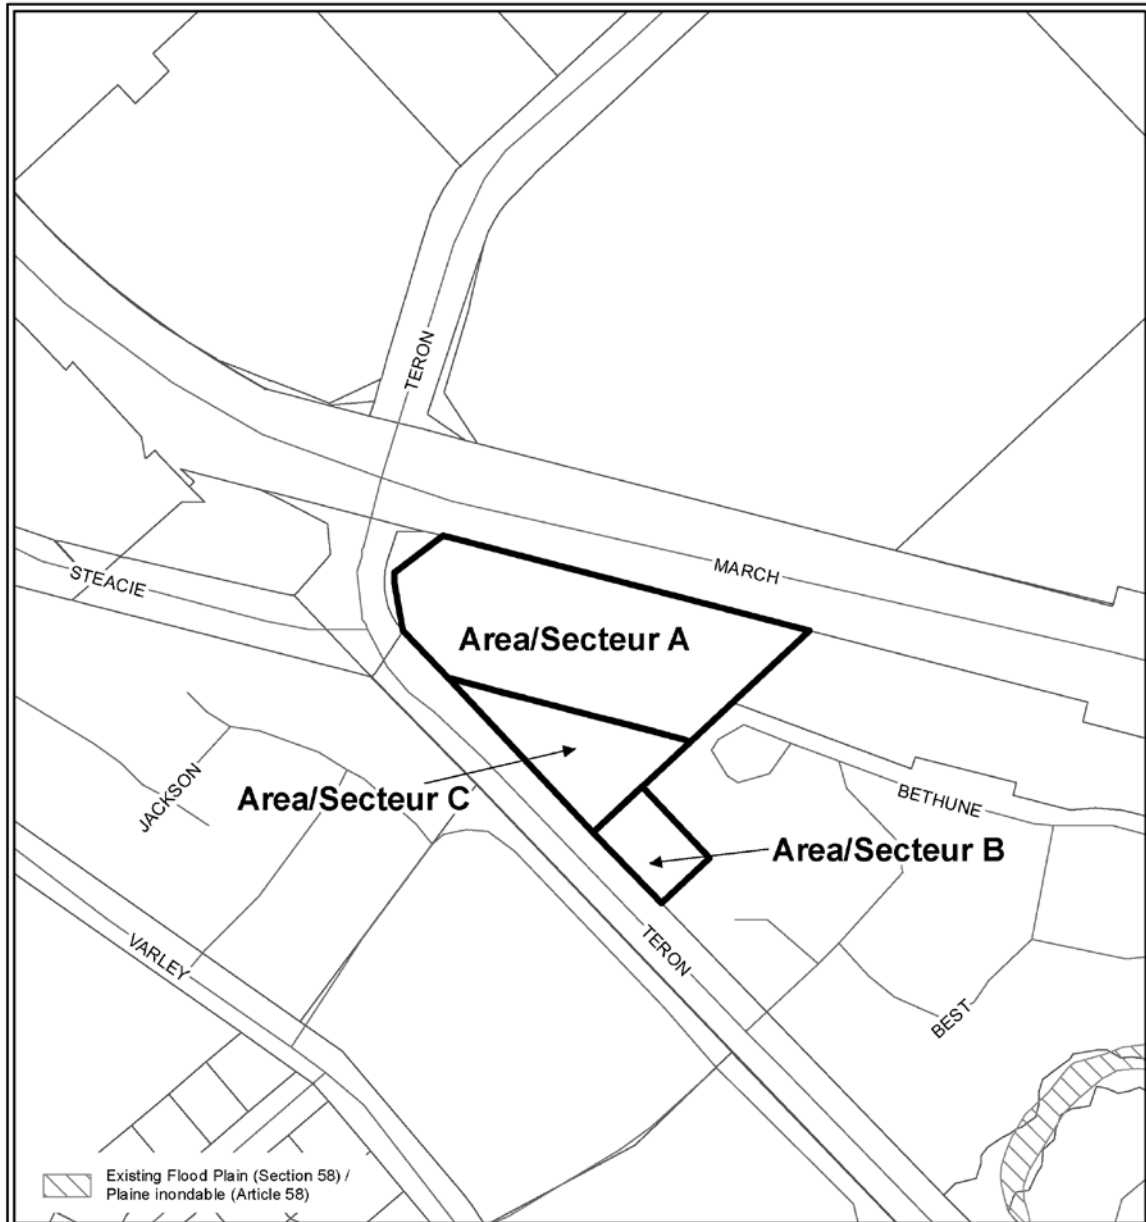 TERON
MARCH
STEACIE
Area/Secteur A
JACKSON
Area/Secteur C
BETHUNE
Area/Secteur B
TERON
VARLEY
BEST
Existing Flood Plain (Section 58) /
Plaine inondable (Article 58)